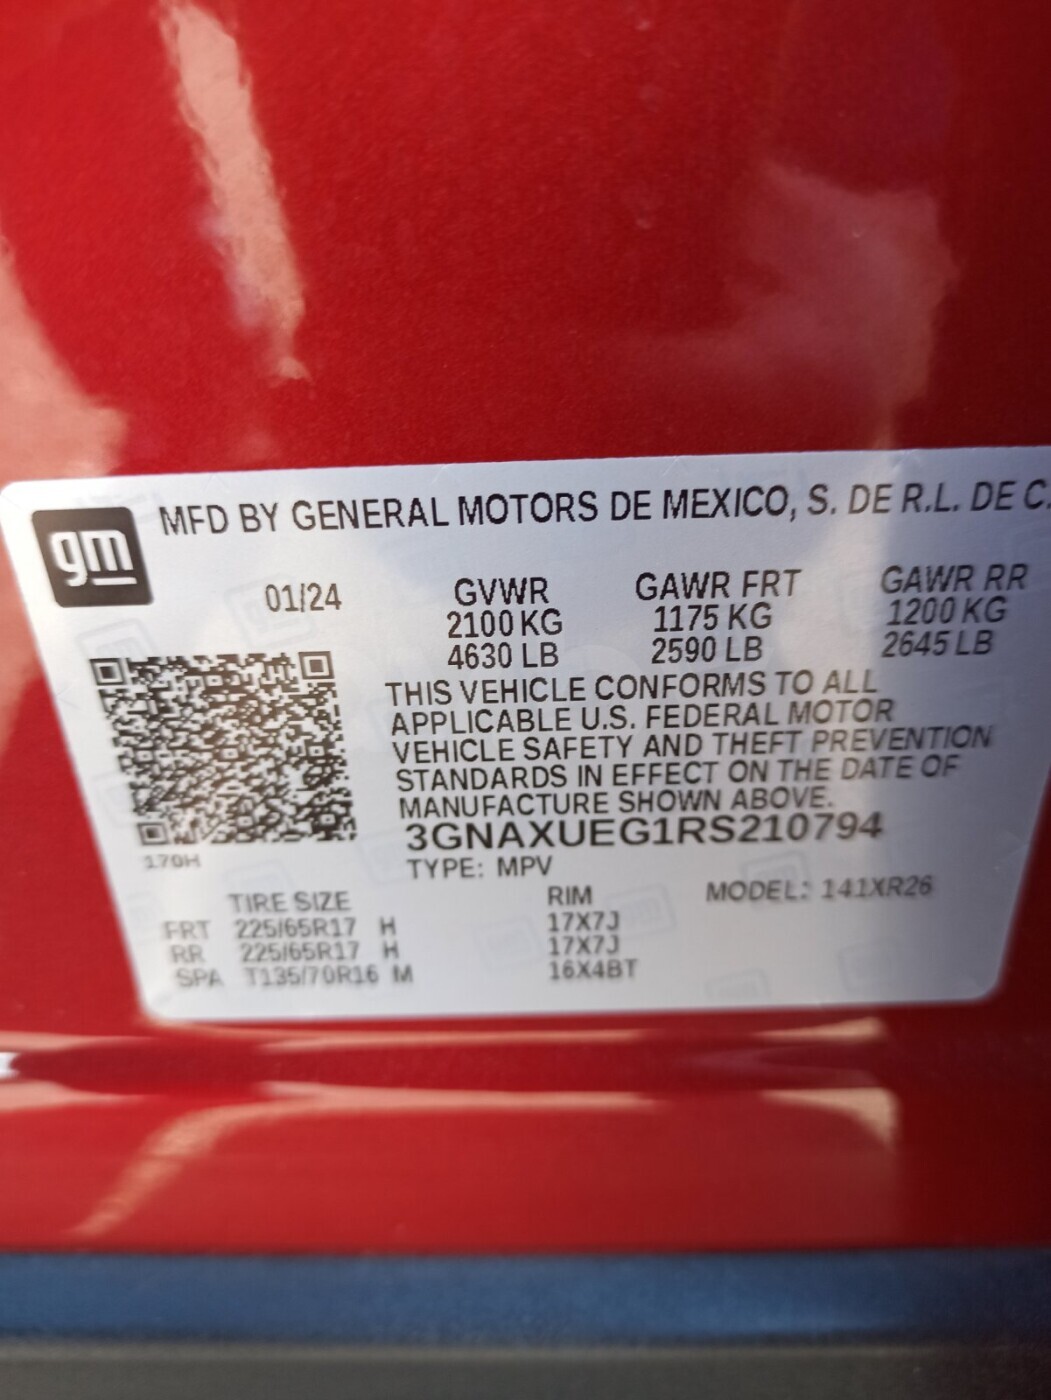 gm
MFD BY GENERAL MOTORS DE MEXICO, S. DE R.L. DE C.
01/24 GVWR GAWR FRT GAWR RR
2100 KG 1175 KG 1200 KG
4630 LB 2590 LB 2645 LB
THIS VEHICLE CONFORMS TO ALL
APPLICABLE U.S. FEDERAL MOTOR
VEHICLE SAFETY AND THEFT PREVENTION
STANDARDS IN EFFECT ON THE DATE OF
MANUFACTURE SHOWN ABOVE.
3GNAXUEG1RS210794
170H
TYPE: MPV
TIRE SIZE RIM MODEL: 141XR26
FRT 225/65R17 H 17X7J
RR 225/65R17 H 17X7J
SPA T135/70R16 M 16X4BT